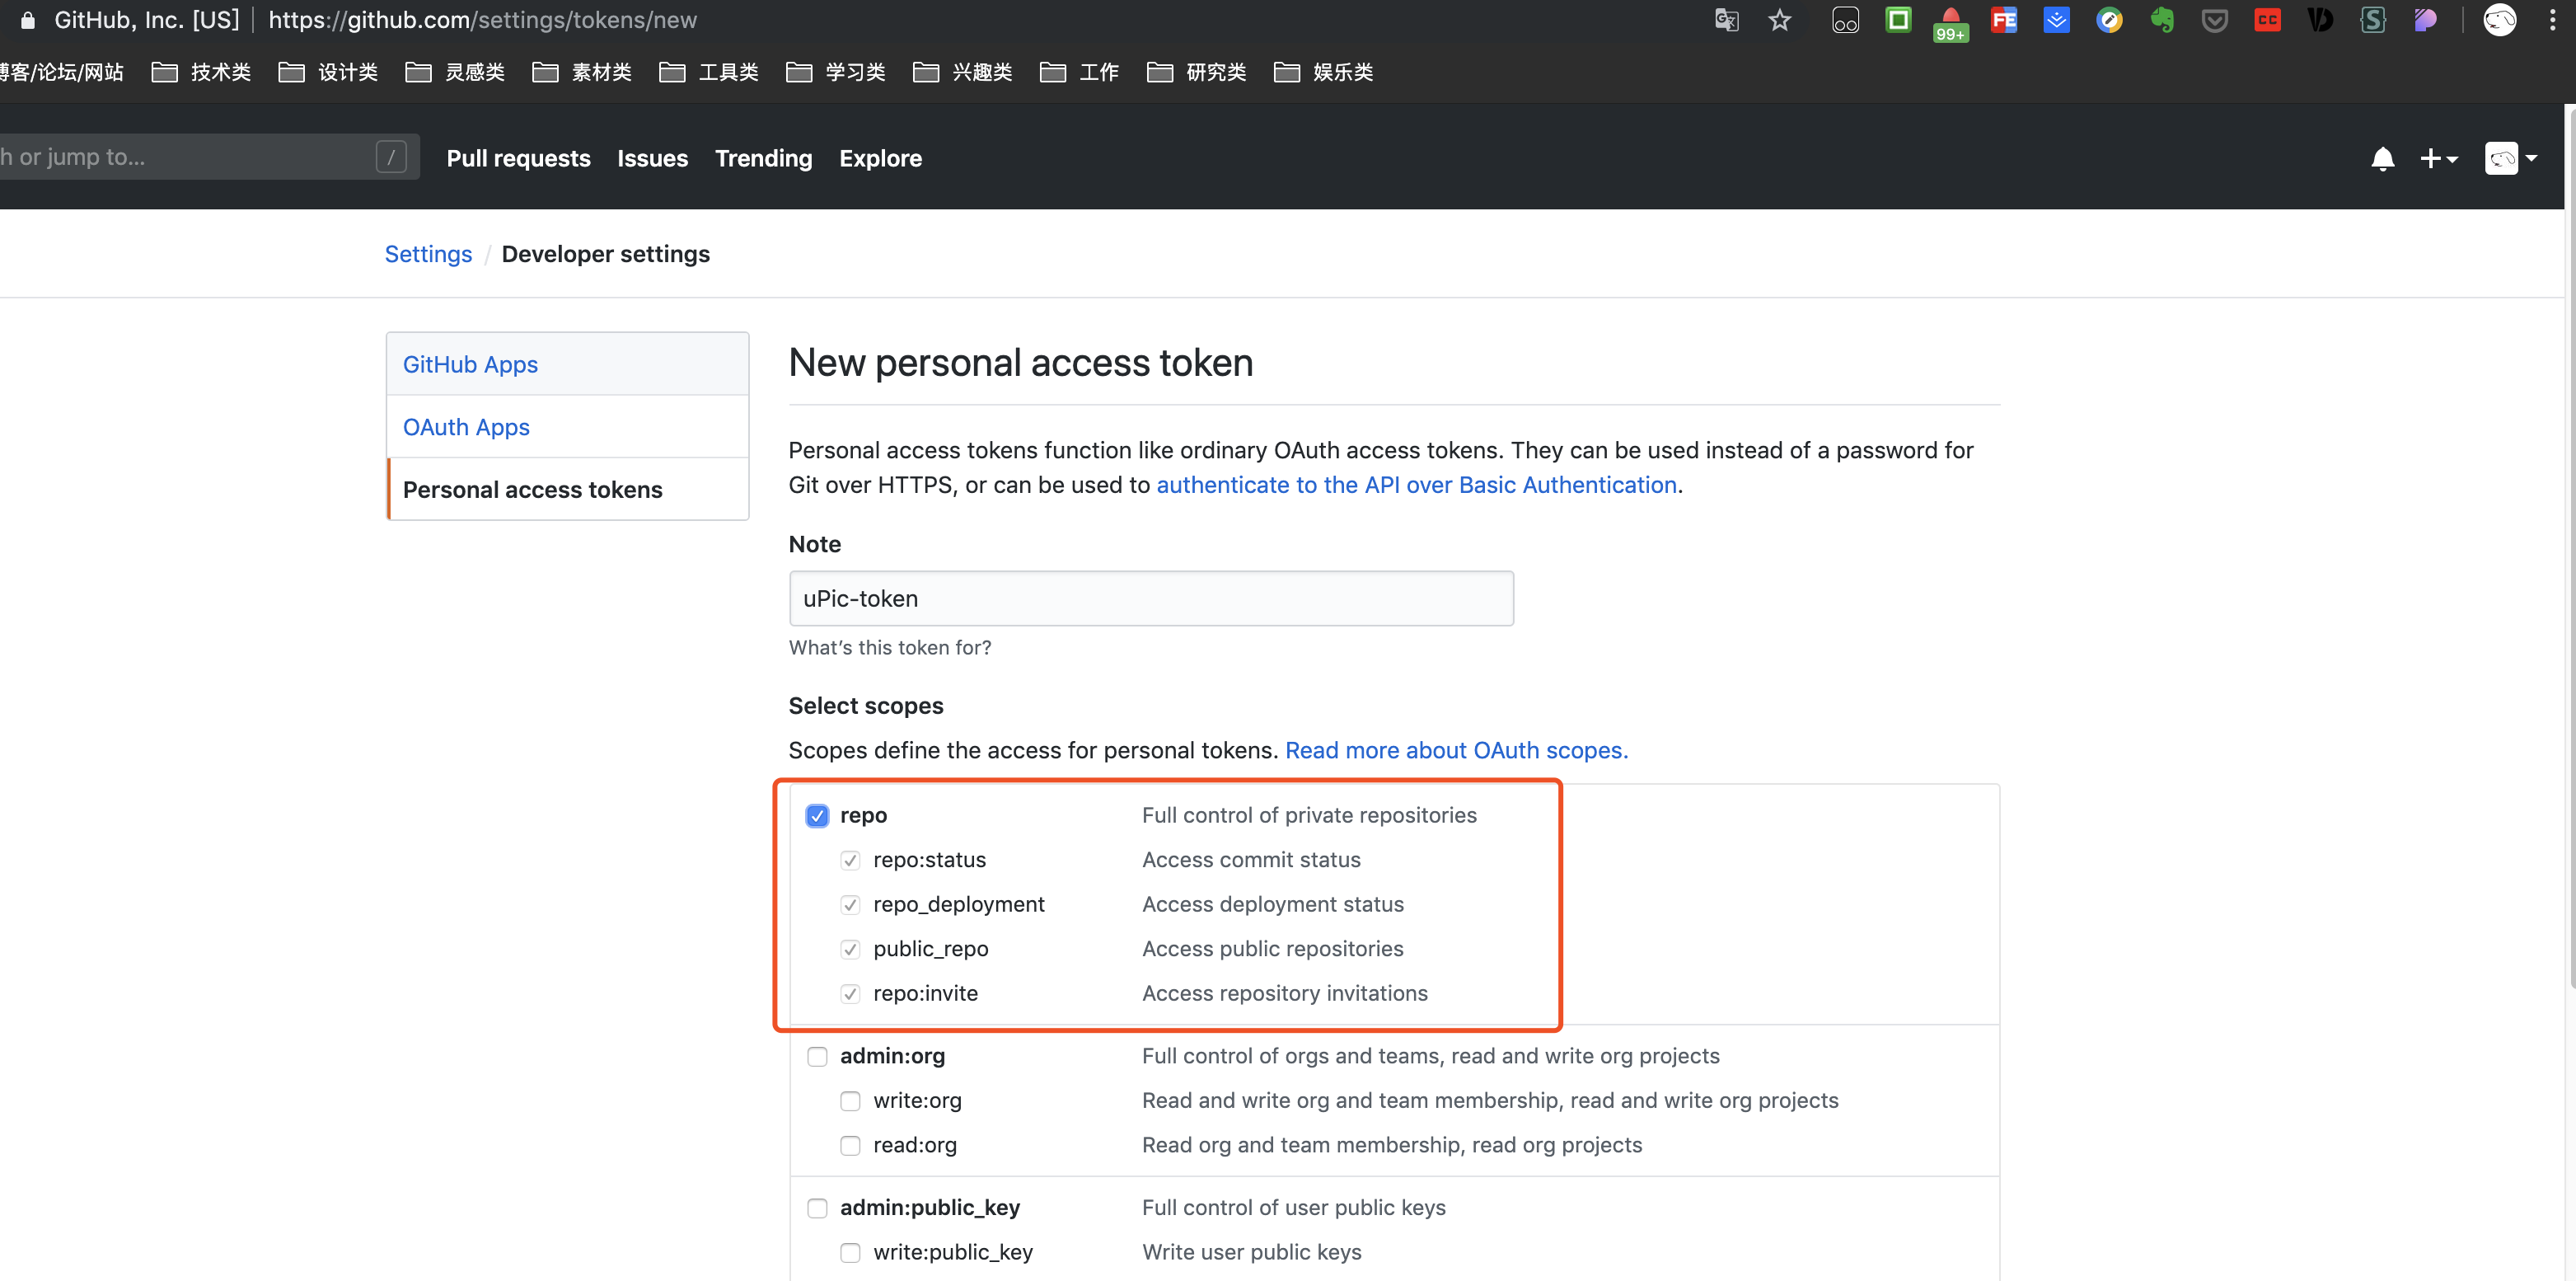 GitHub, Inc. [US] https://github.com/settings/tokens/new
99+ FE CC S
博客/论坛/网站 技术类 设计类 灵感类 素材类 工具类 学习类 兴趣类 工作 研究类 娱乐类
h or jump to... / Pull requests Issues Trending Explore
Settings / Developer settings
GitHub Apps
OAuth Apps
Personal access tokens
New personal access token
Personal access tokens function like ordinary OAuth access tokens. They can be used instead of a password for
Git over HTTPS, or can be used to authenticate to the API over Basic Authentication.
Note
uPic-token
What's this token for?
Select scopes
Scopes define the access for personal tokens. Read more about OAuth scopes.
repo Full control of private repositories
repo:status Access commit status
repo_deployment Access deployment status
public_repo Access public repositories
repo:invite Access repository invitations
admin:org Full control of orgs and teams, read and write org projects
write:org Read and write org and team membership, read and write org projects
read:org Read org and team membership, read org projects
admin:public_key Full control of user public keys
write:public_key Write user public keys